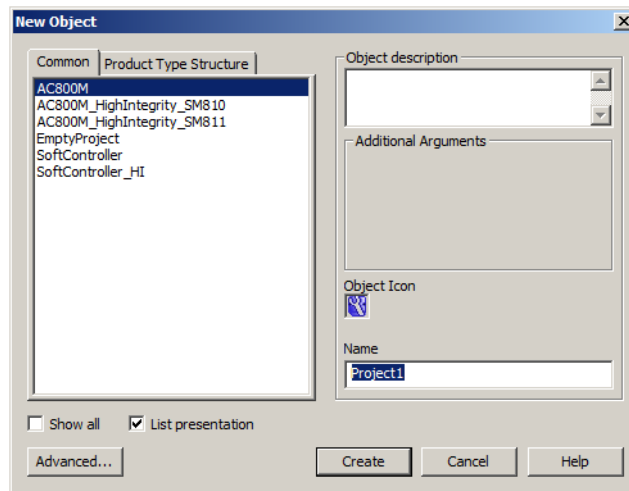 New Object
Common
Product Type Structure
AC800M
AC800M_HighIntegrity_SM810
AC800M_HighIntegrity_SM811
EmptyProject
SoftController
SoftController_HI
Object description
Additional Arguments
Object Icon
Name
Project1
Show all
List presentation
Advanced...
Create
Cancel
Help